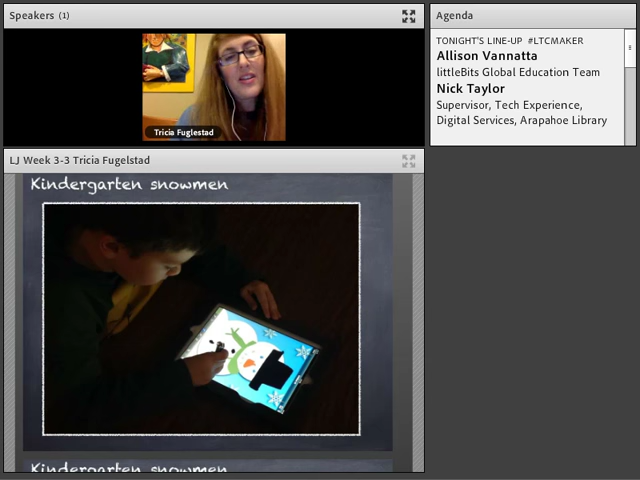 Speakers (1)
Tricia Fuglestad
Agenda
TONIGHT'S LINE-UP #LTCMAKER
Allison Vannatta
littleBits Global Education Team
Nick Taylor
Supervisor, Tech Experience,
Digital Services, Arapahoe Library
LJ Week 3-3 Tricia Fugelstad
Kindergarten snowmen
Kindergarten snowmen